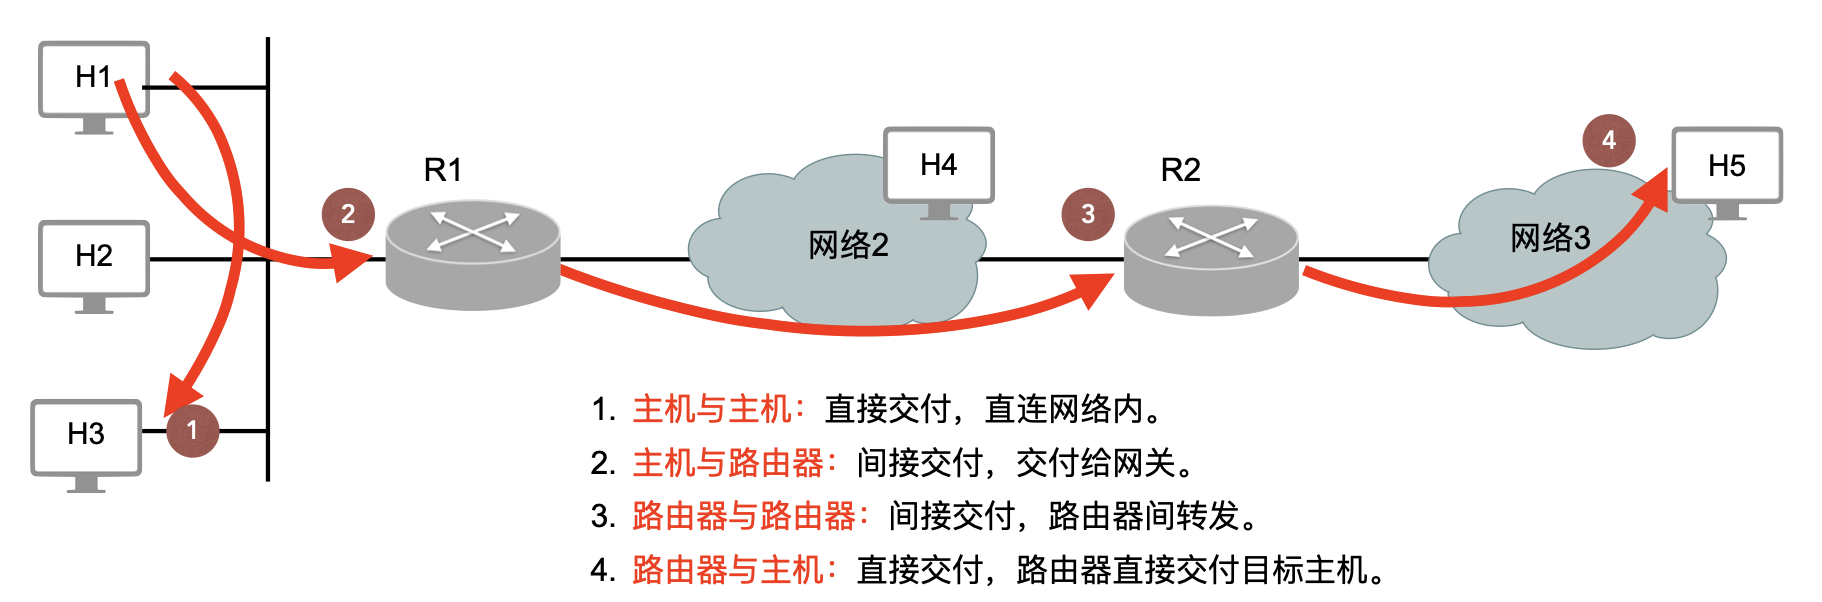 H1
H2
H3
1
2
R1
网络2
H4
3
R2
网络3
4
H5
1. 主机与主机：直接交付，直连网络内。
2. 主机与路由器：间接交付，交付给网关。
3. 路由器与路由器：间接交付，路由器间转发。
4. 路由器与主机：直接交付，路由器直接交付目标主机。